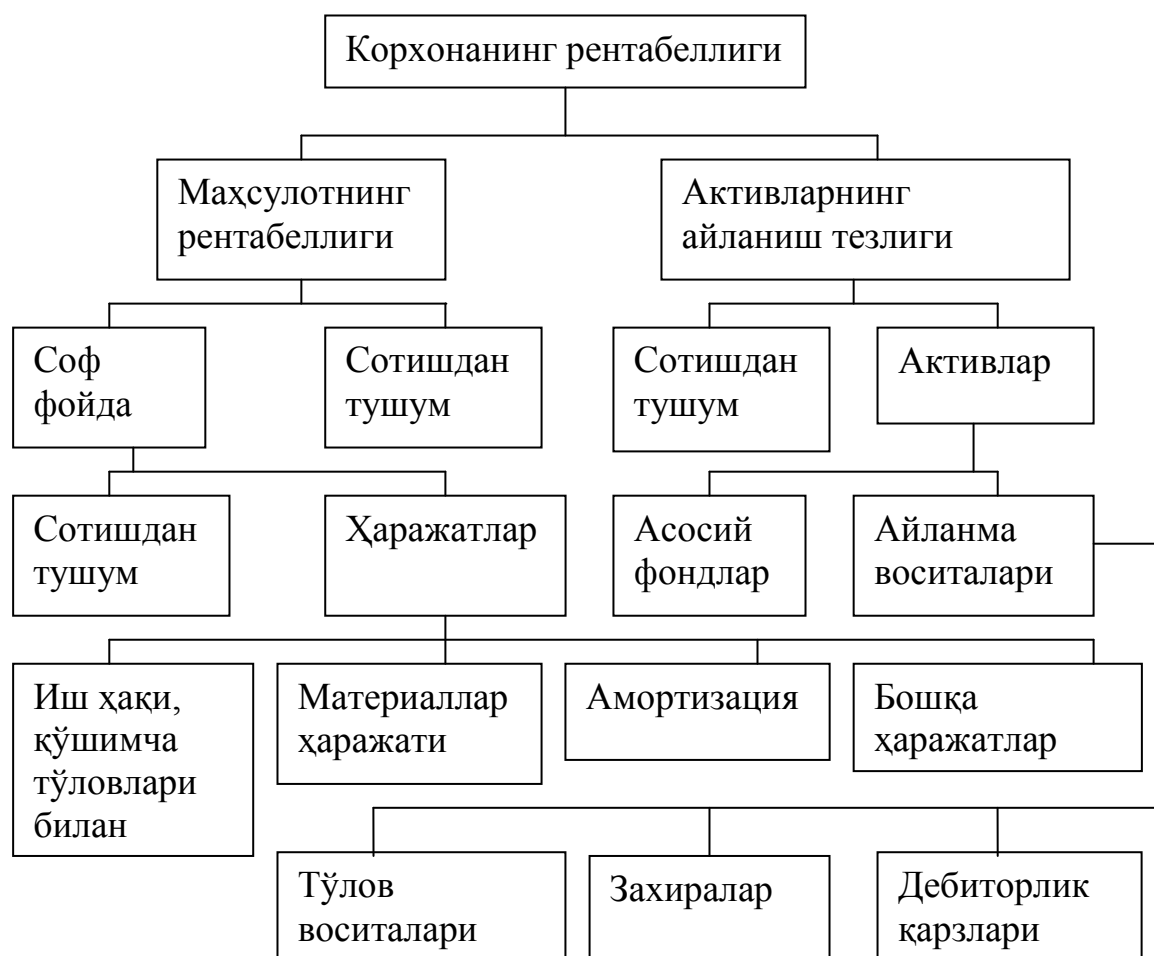 Корхонанинг рентабеллиги
Маҳсулотнинг
рентабеллиги
Активларнинг
айланиш тезлиги
Соф
фойда
Сотишдан
тушум
Сотишдан
тушум
Активлар
Сотишдан
тушум
Ҳаражатлар
Асосий
фондлар
Айланма
воситалари
Иш ҳақи,
қўшимча
тўловлари
билан
Материаллар
ҳаражати
Амортизация
Бошқа
ҳаражатлар
Тўлов
воситалари
Захиралар
Дебиторлик
қарзлари